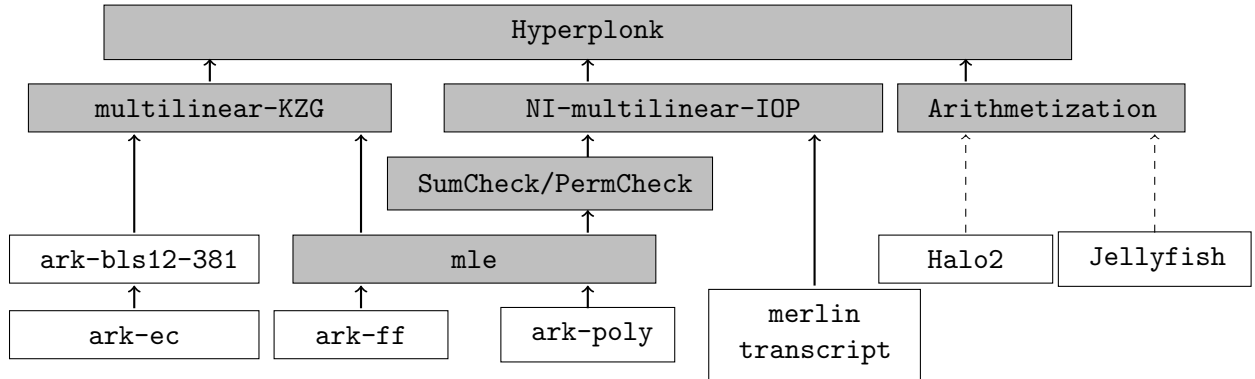 Hyperplonk
multilinear-KZG
NI-multilinear-IOP
Arithmetization
SumCheck/PermCheck
ark-bls12-381
mle
Halo2
Jellyfish
ark-ec
ark-ff
ark-poly
merlin
transcript